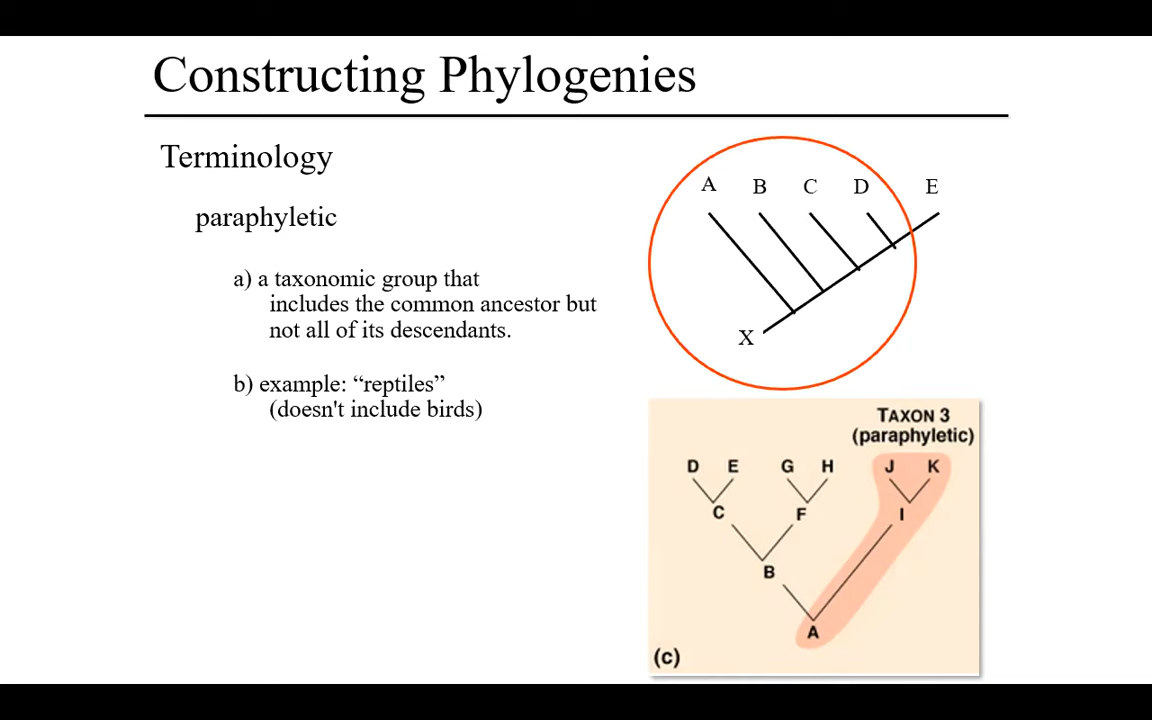 Constructing Phylogenies
Terminology
paraphyletic
a) a taxonomic group that
includes the common ancestor but
not all of its descendants.
b) example: “reptiles”
(doesn't include birds)
A B C D E
X
TAXON 3
(paraphyletic)
D E G H J K
C F I
B
A
(c)